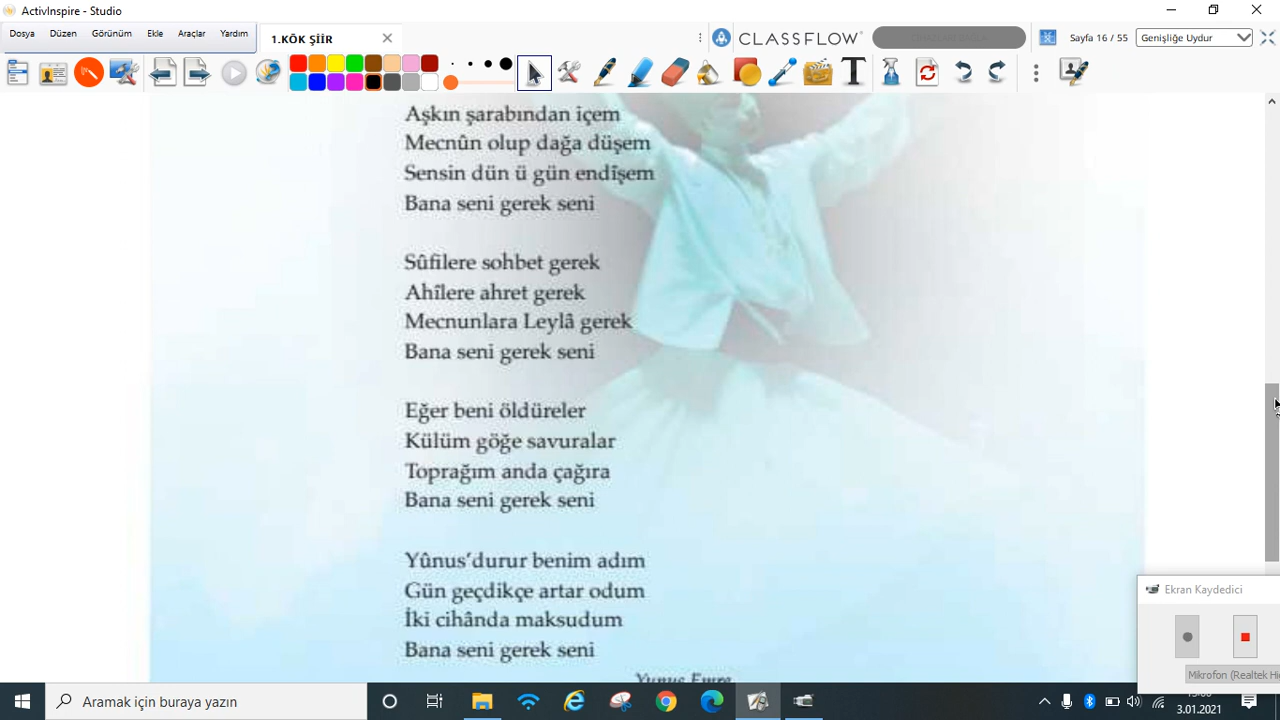 ActivInspire - Studio
Dosya Düzen Görünüm Ekle Araçlar Yardım
1.KÖK ŞİİR
CLASSFLOW
Sayfa 16 / 55
Genişliğe Uydur
Aşkın şarabından içem
Mecnûn olup dağa düşem
Sensin dün ü gün endîşem
Bana seni gerek seni
Sûfilere sohbet gerek
Ahîlere ahret gerek
Mecnunlara Leylâ gerek
Bana seni gerek seni
Eğer beni öldüreler
Külüm göğe savuralar
Toprağım anda çağıra
Bana seni gerek seni
Yûnus'durur benim adım
Gün geçdikçe artar odum
İki cihânda maksudum
Bana seni gerek seni
Yunus Emre
Ekran Kaydedici
Mikrofon (Realtek Hi
Aramak için buraya yazın
3.01.2021